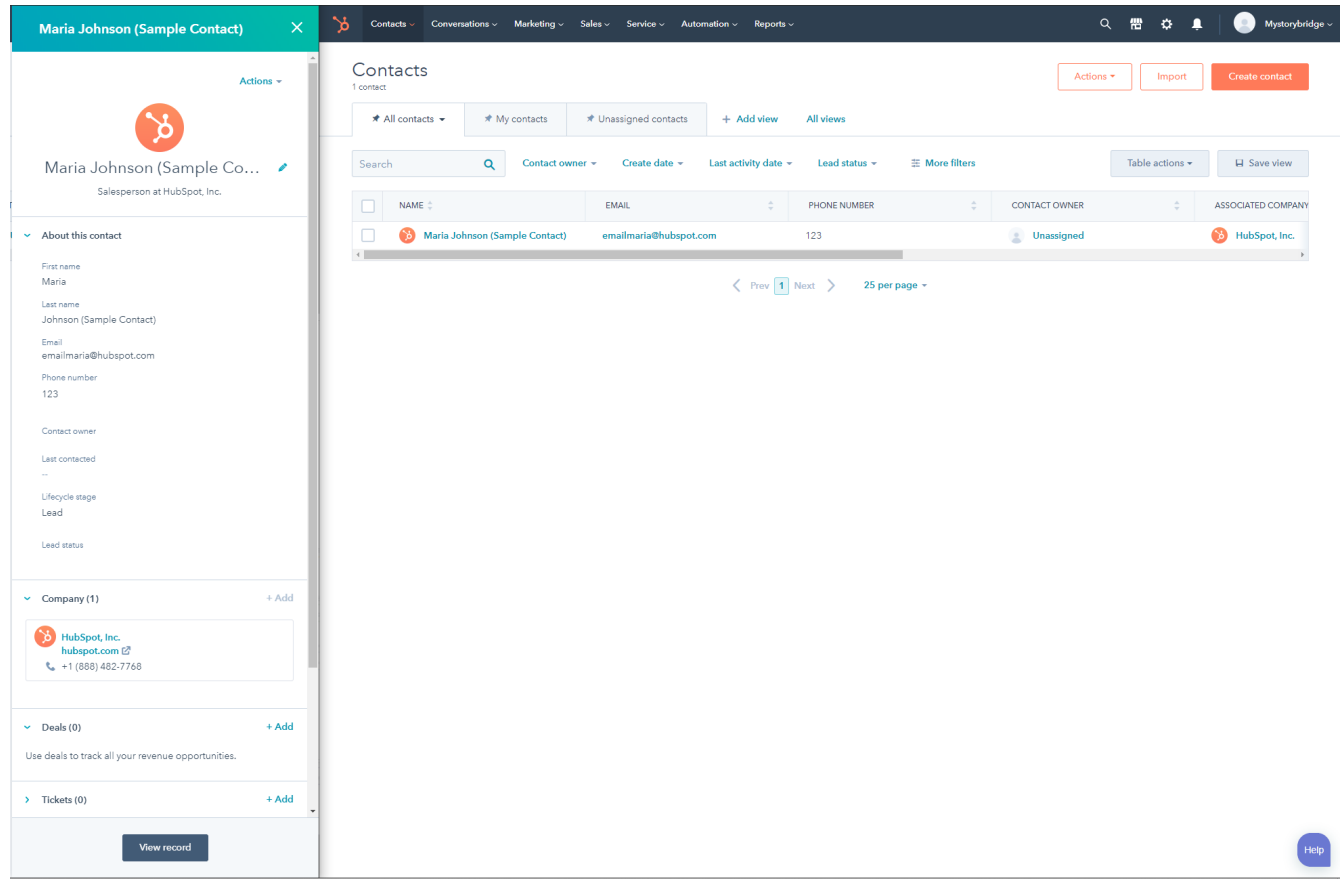 Maria Johnson (Sample Contact)
Actions
Maria Johnson (Sample Co...
Salesperson at HubSpot, Inc.
About this contact
First name
Maria
Last name
Johnson (Sample Contact)
Email
emailmaria@hubspot.com
Phone number
123
Contact owner
Last contacted
--
Lifecycle stage
Lead
Lead status
Company (1) + Add
HubSpot, Inc.
hubspot.com
+1 (888) 482-7768
Deals (0) + Add
Use deals to track all your revenue opportunities.
Tickets (0) + Add
View record
Contacts Conversations Marketing Sales Service Automation Reports Mystorybridge
Contacts
1 contact
Actions Import Create contact
All contacts My contacts Unassigned contacts + Add view All views
Search Contact owner Create date Last activity date Lead status More filters Table actions Save view
NAME EMAIL PHONE NUMBER CONTACT OWNER ASSOCIATED COMPANY
Maria Johnson (Sample Contact) emailmaria@hubspot.com 123 Unassigned HubSpot, Inc.
Prev 1 Next 25 per page
Help